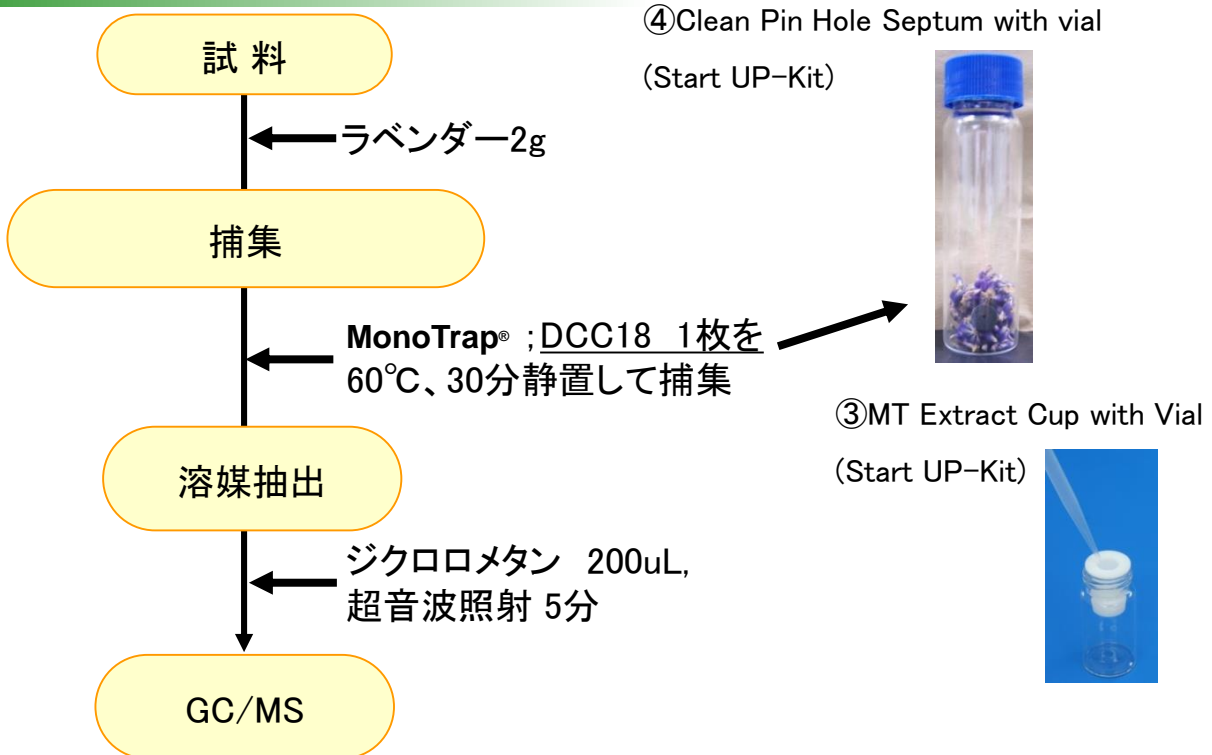 試 料
ラベンダー2g
捕集
MonoTrap® ;DCC18 1枚を
60℃、30分静置して捕集
溶媒抽出
ジクロロメタン 200uL,
超音波照射 5分
GC/MS
④Clean Pin Hole Septum with vial
(Start UP-Kit)
③MT Extract Cup with Vial
(Start UP-Kit)